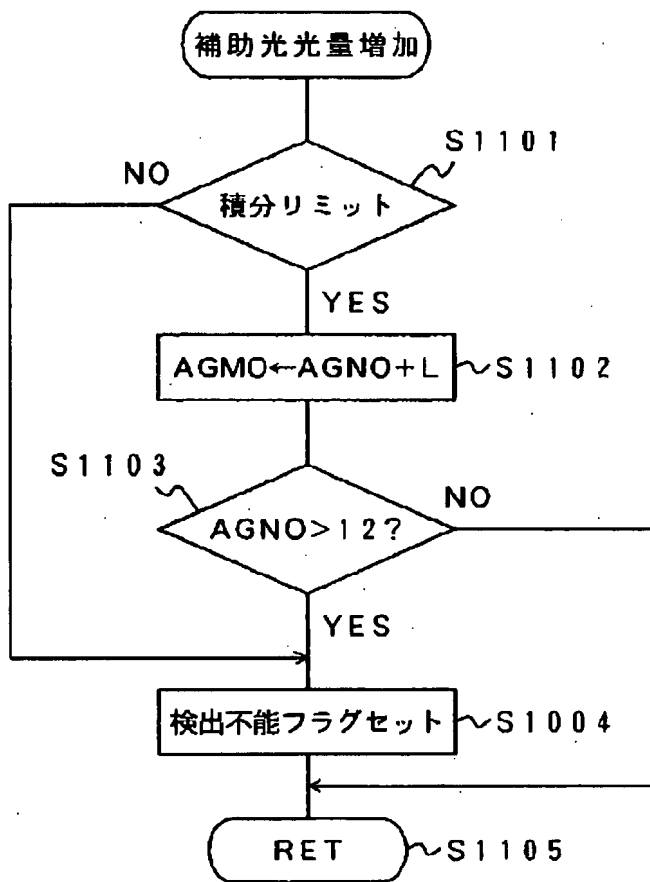 補助光光量増加
S1101
NO
積分リミット
YES
AGMO←AGNO+L
S1102
S1103
NO
AGNO>12?
YES
検出不能フラグセット
S1004
RET
S1105